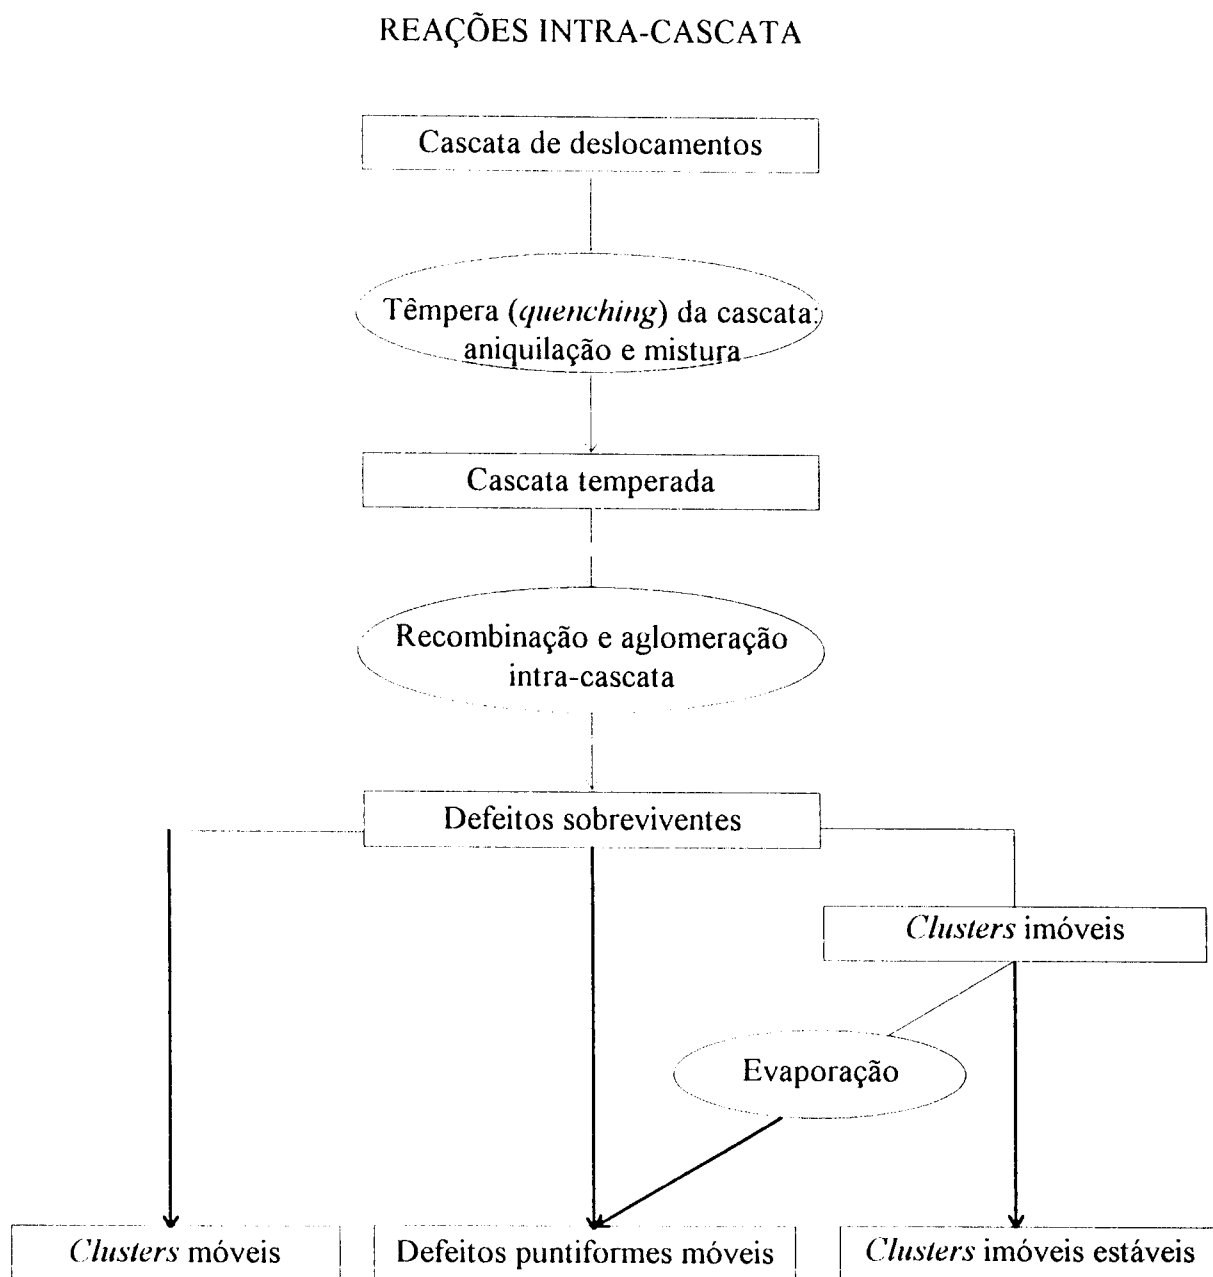 REAÇÕES INTRA-CASCATA
Cascata de deslocamentos
Têmpera (quenching) da cascata:
aniquilação e mistura
Cascata temperada
Recombinação e aglomeração
intra-cascata
Defeitos sobreviventes
Clusters imóveis
Evaporação
Clusters móveis
Defeitos puntiformes móveis
Clusters imóveis estáveis